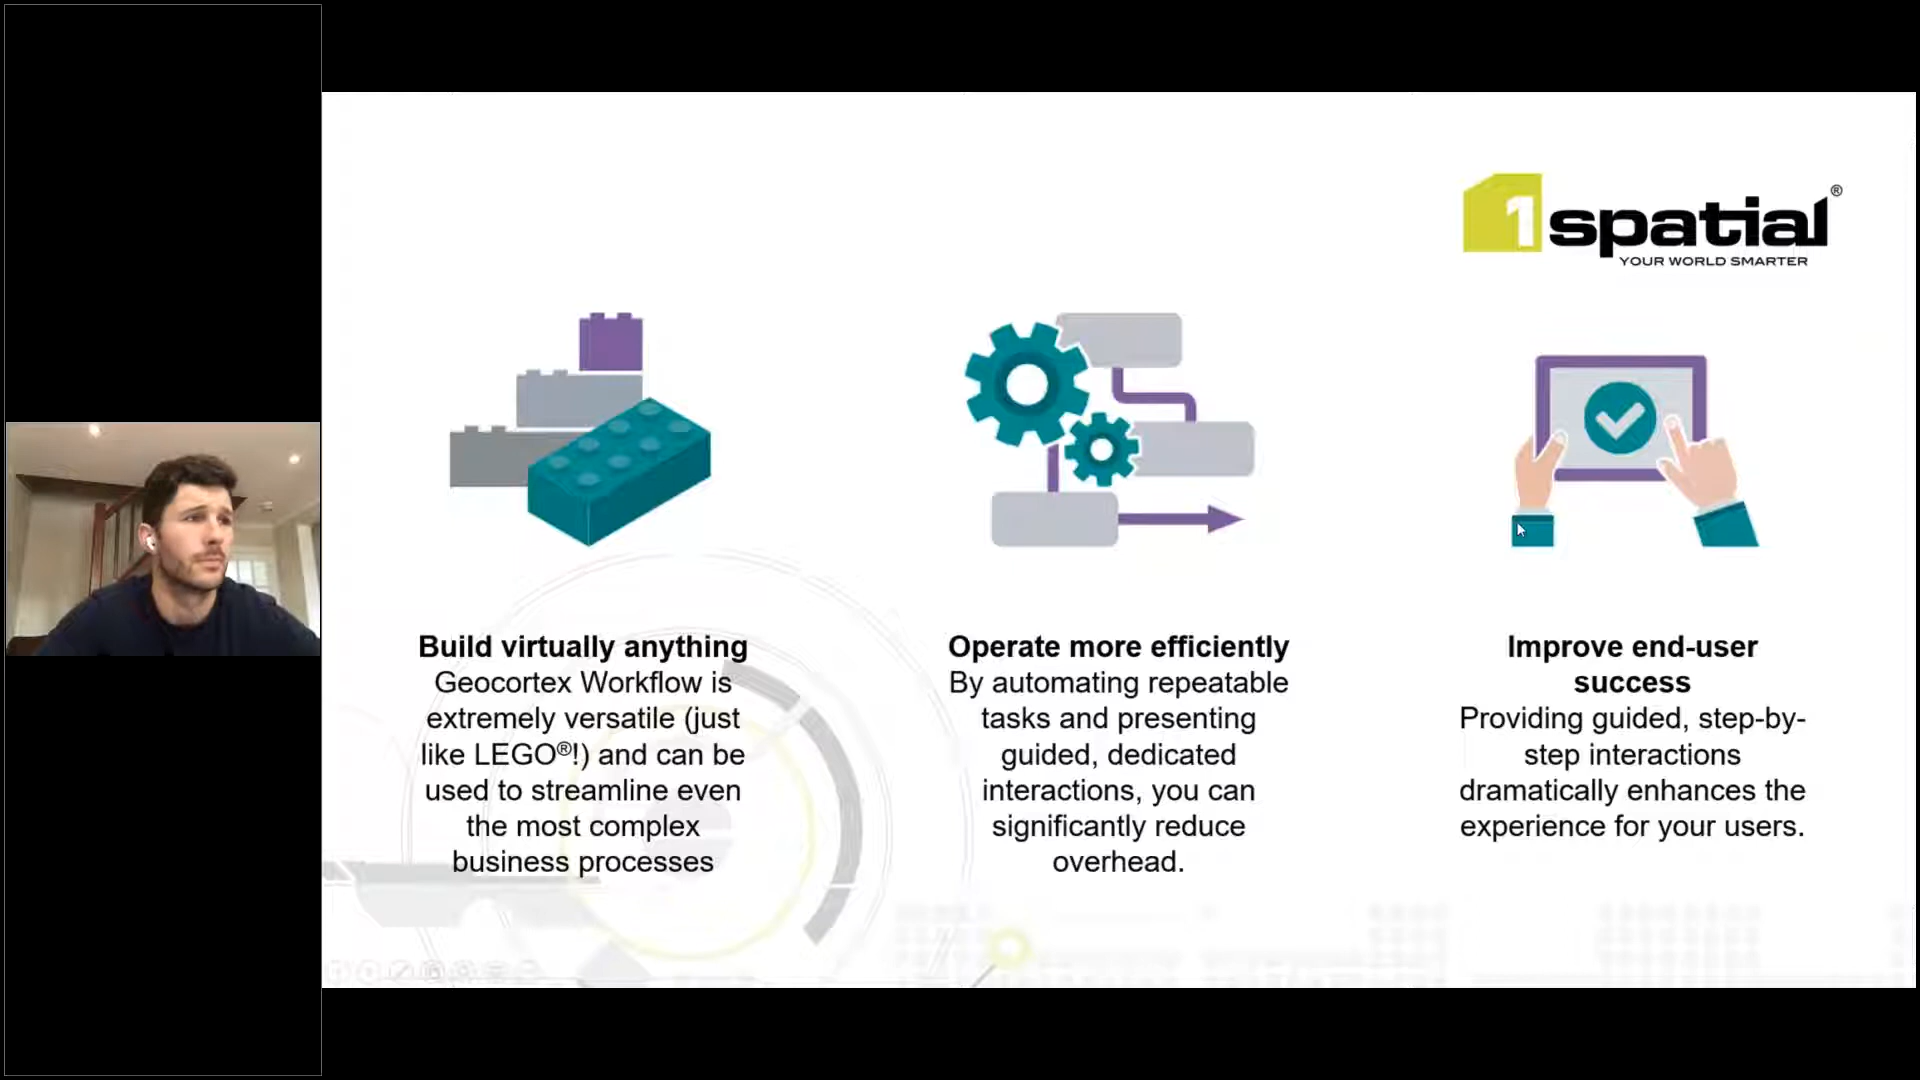 1spatial®
YOUR WORLD SMARTER
Build virtually anything
Geocortex Workflow is
extremely versatile (just
like LEGO®!) and can be
used to streamline even
the most complex
business processes
Operate more efficiently
By automating repeatable
tasks and presenting
guided, dedicated
interactions, you can
significantly reduce
overhead.
Improve end-user
success
Providing guided, step-by-
step interactions
dramatically enhances the
experience for your users.